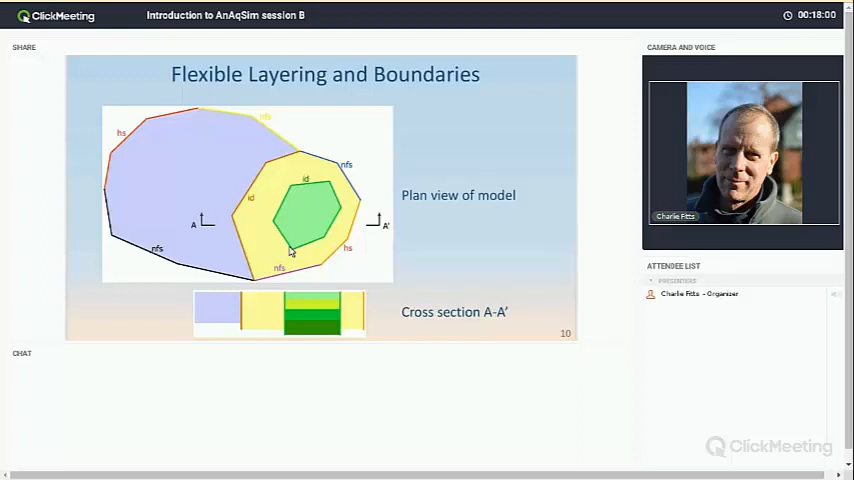 ClickMeeting
Introduction to AnAqSim session B
00:18:00
SHARE
CAMERA AND VOICE
Flexible Layering and Boundaries
hs
nfs
nfs
id
id
A
A'
nfs
hs
nfs
Plan view of model
Cross section A-A'
10
Charlie Fitts
ATTENDEE LIST
PRESENTERS
Charlie Fitts - Organizer
CHAT
ClickMeeting